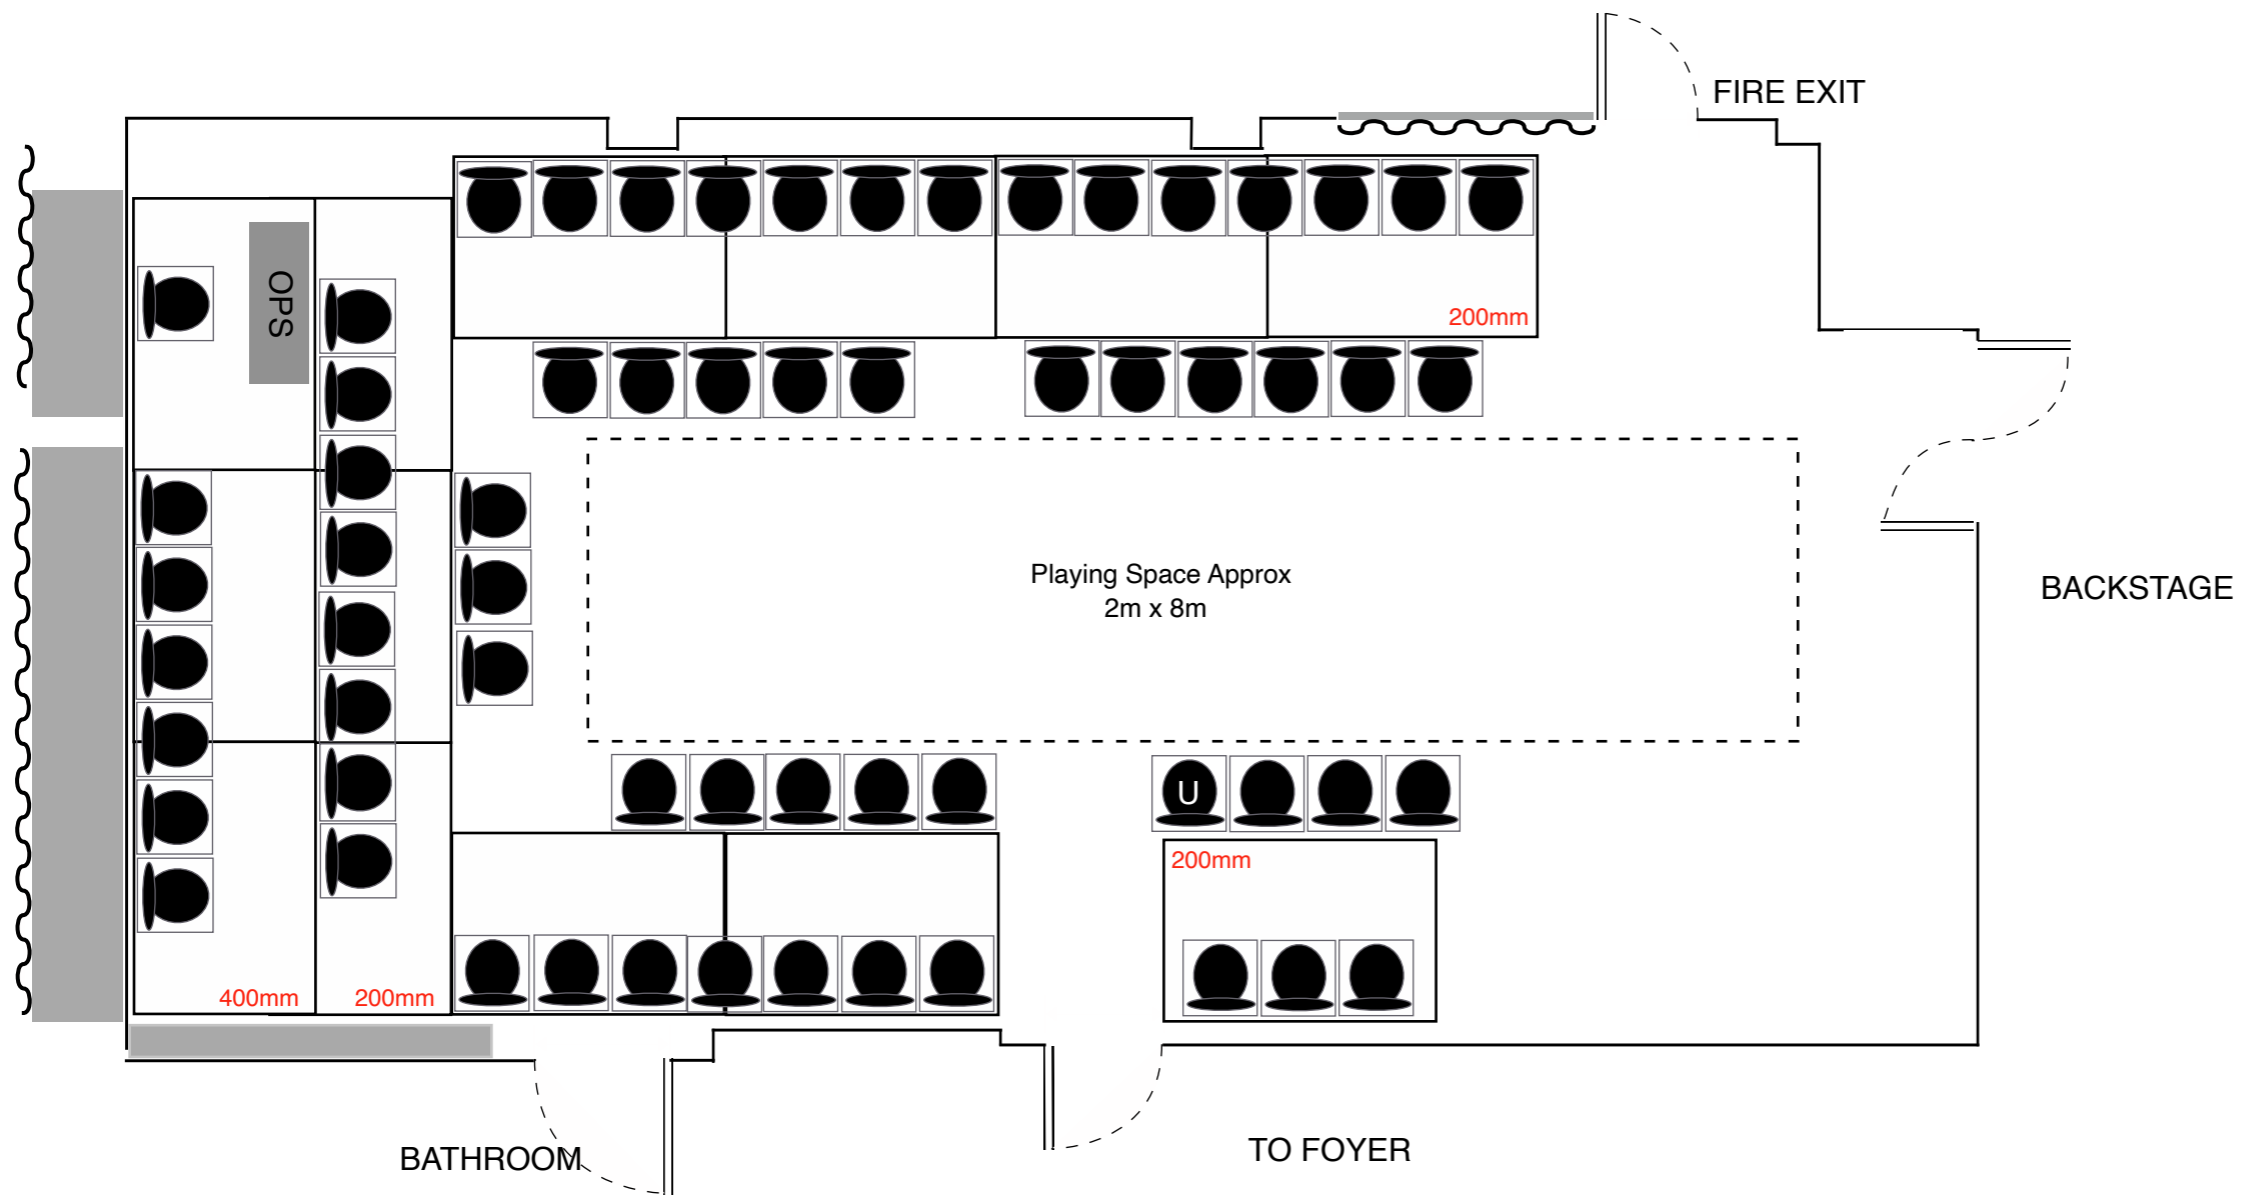 FIRE EXIT
OPS
200mm
Playing Space Approx
2m x 8m
BACKSTAGE
U
200mm
400mm
200mm
BATHROOM
TO FOYER